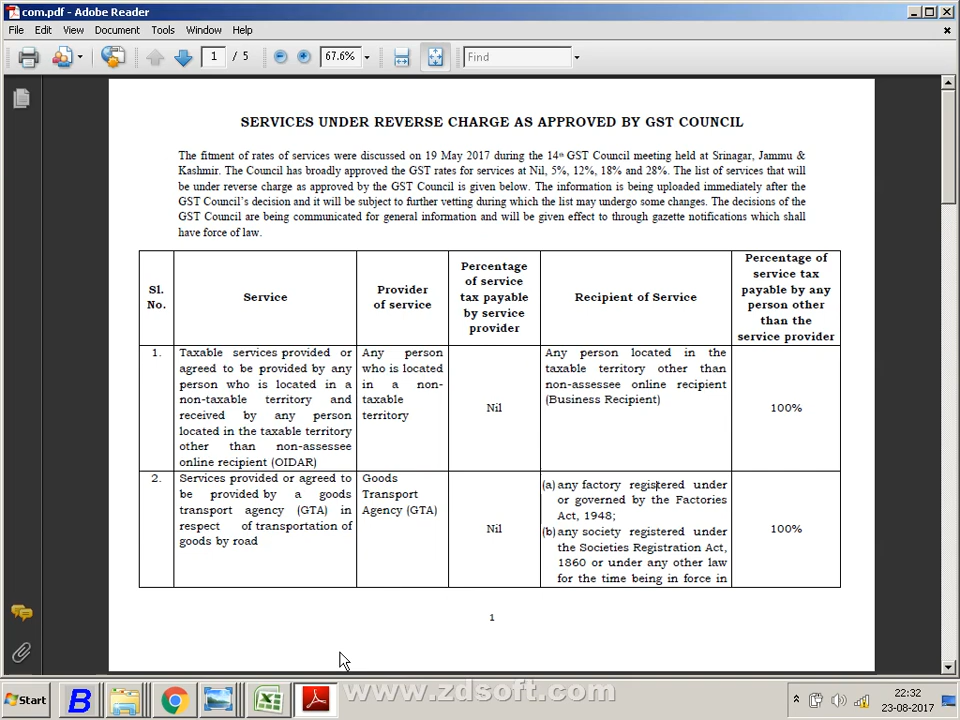 com.pdf - Adobe Reader
File Edit View Document Tools Window Help
1 / 5 67.6% Find
SERVICES UNDER REVERSE CHARGE AS APPROVED BY GST COUNCIL
The fitment of rates of services were discussed on 19 May 2017 during the 14th GST Council meeting held at Srinagar, Jammu &
Kashmir. The Council has broadly approved the GST rates for services at Nil, 5%, 12%, 18% and 28%. The list of services that will
be under reverse charge as approved by the GST Council is given below. The information is being uploaded immediately after the
GST Council's decision and it will be subject to further vetting during which the list may undergo some changes. The decisions of the
GST Council are being communicated for general information and will be given effect to through gazette notifications which shall
have force of law.
Sl.
No.
Service
Provider
of service
Percentage
of service
tax payable
by service
provider
Recipient of Service
Percentage of
service tax
payable by any
person other
than the
service provider
1.
Taxable services provided or
agreed to be provided by any
person who is located in a
non-taxable territory and
received by any person
located in the taxable territory
other than non-assessee
online recipient (OIDAR)
Any person
who is located
in a non-
taxable
territory
Nil
Any person located in the
taxable territory other than
non-assessee online recipient
(Business Recipient)
100%
2.
Services provided or agreed to
be provided by a goods
transport agency (GTA) in
respect of transportation of
goods by road
Goods
Transport
Agency (GTA)
Nil
(a) any factory registered under
or governed by the Factories
Act, 1948;
(b) any society registered under
the Societies Registration Act,
1860 or under any other law
for the time being in force in
100%
1
Start
B
www.zdsoft.com
22:32
23-08-2017